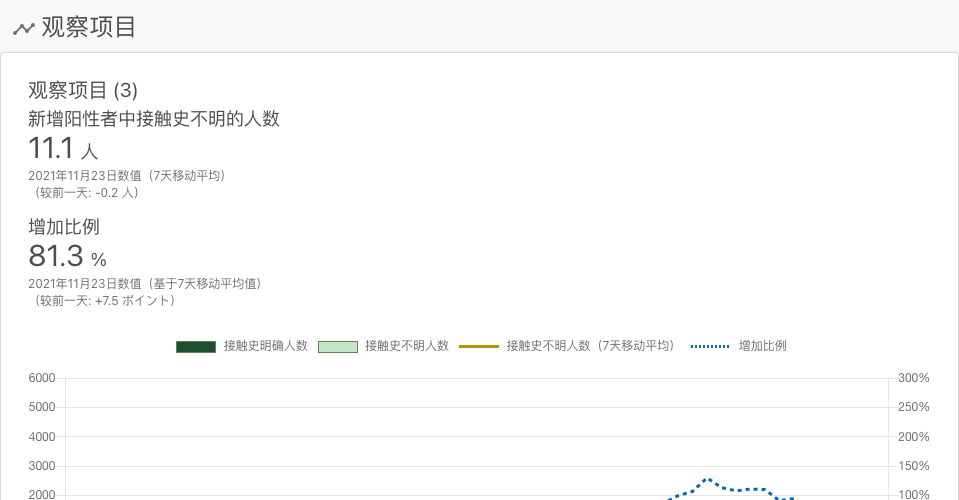 观察项目
观察项目 (3)
新增阳性者中接触史不明的人数
11.1 人
2021年11月23日数值（7天移动平均）
（较前一天: -0.2 人）
增加比例
81.3 %
2021年11月23日数值（基于7天移动平均值）
（较前一天: +7.5 ポイント）
接触史明确人数 接触史不明人数 接触史不明人数（7天移动平均） 增加比例
6000 300%
5000 250%
4000 200%
3000 150%
2000 100%